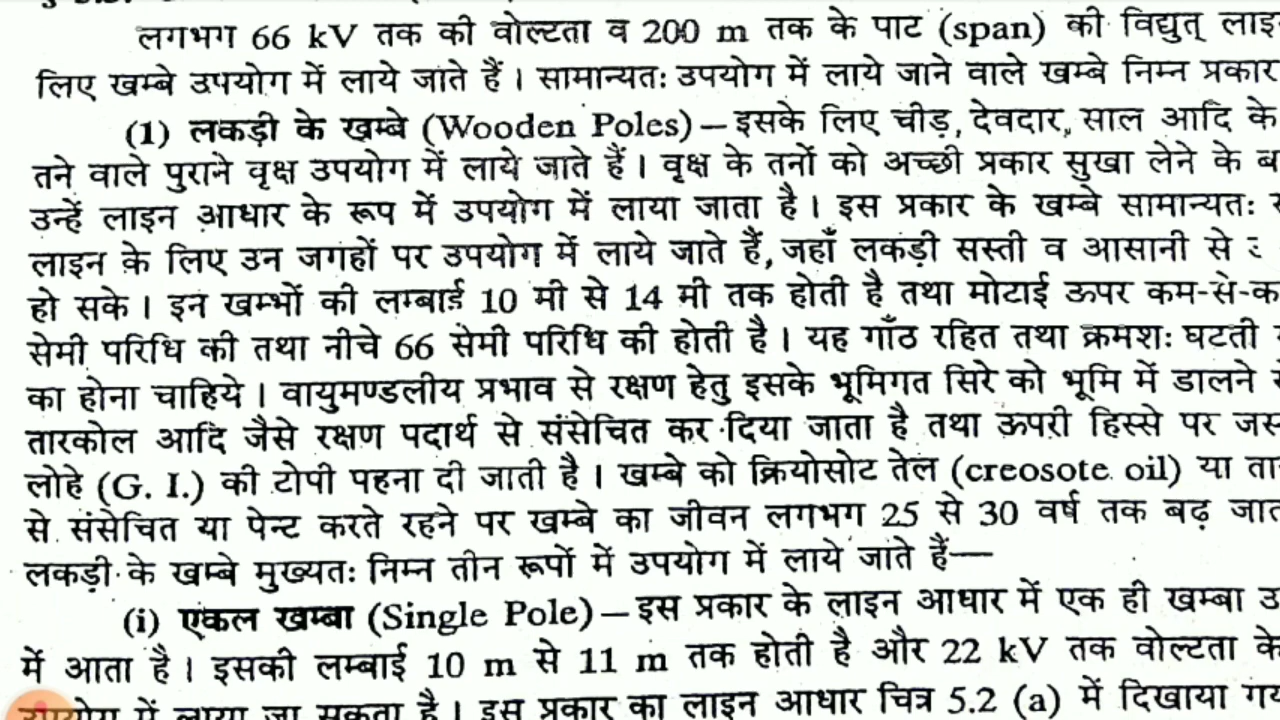 लगभग 66 kV तक की वोल्टता व 200 m तक के पाट (span) की विद्युत् लाइ
लिए खम्बे उपयोग में लाये जाते हैं । सामान्यतः उपयोग में लाये जाने वाले खम्बे निम्न प्रकार
(1) लकड़ी के खम्बे (Wooden Poles) – इसके लिए चीड़, देवदार, साल आदि के
तने वाले पुराने वृक्ष उपयोग में लाये जाते हैं । वृक्ष के तनों को अच्छी प्रकार सुखा लेने के ब
उन्हें लाइन आधार के रूप में उपयोग में लाया जाता है । इस प्रकार के खम्बे सामान्यतः
लाइन के लिए उन जगहों पर उपयोग में लाये जाते हैं, जहाँ लकड़ी सस्ती व आसानी से
हो सके । इन खम्भों की लम्बाई 10 मी से 14 मी तक होती है तथा मोटाई ऊपर कम-से-क
सेमी परिधि की तथा नीचे 66 सेमी परिधि की होती है । यह गाँठ रहित तथा क्रमशः घटती
का होना चाहिये । वायुमण्डलीय प्रभाव से रक्षण हेतु इसके भूमिगत सिरे को भूमि में डालने
तारकोल आदि जैसे रक्षण पदार्थ से संसेचित कर दिया जाता है तथा ऊपरी हिस्से पर जस
लोहे (G. I.) की टोपी पहना दी जाती है । खम्बे को क्रियोसोट तेल (creosote oil) या ता
से संसेचित या पेन्ट करते रहने पर खम्बे का जीवन लगभग 25 से 30 वर्ष तक बढ़ जात
लकड़ी के खम्बे मुख्यतः निम्न तीन रूपों में उपयोग में लाये जाते हैं—
(i) एकल खम्बा (Single Pole) – इस प्रकार के लाइन आधार में एक ही खम्बा उ
में आता है । इसकी लम्बाई 10 m से 11 m तक होती है और 22 kV तक वोल्टता के
उपयोग में लाया जा सकता है । इस प्रकार का लाइन आधार चित्र 5.2 (a) में दिखाया गय